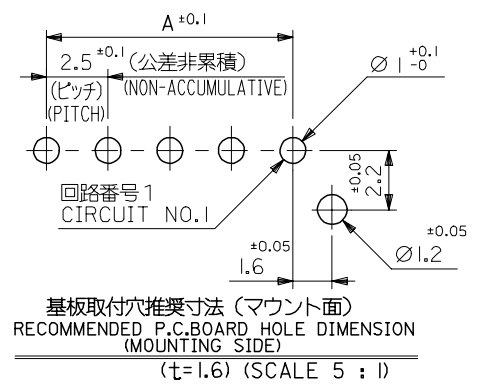 A±0.1
2.5±0.1 (公差非累積)
(ピッチ) (NON-ACCUMULATIVE)
(PITCH)
∅1 +0.1 -0
回路番号1
CIRCUIT NO.1
2.2±0.05
1.6±0.05
∅1.2±0.05
基板取付穴推奨寸法 (マウント面)
RECOMMENDED P.C.BOARD HOLE DIMENSION
(MOUNTING SIDE)
(t=1.6) (SCALE 5 : 1)